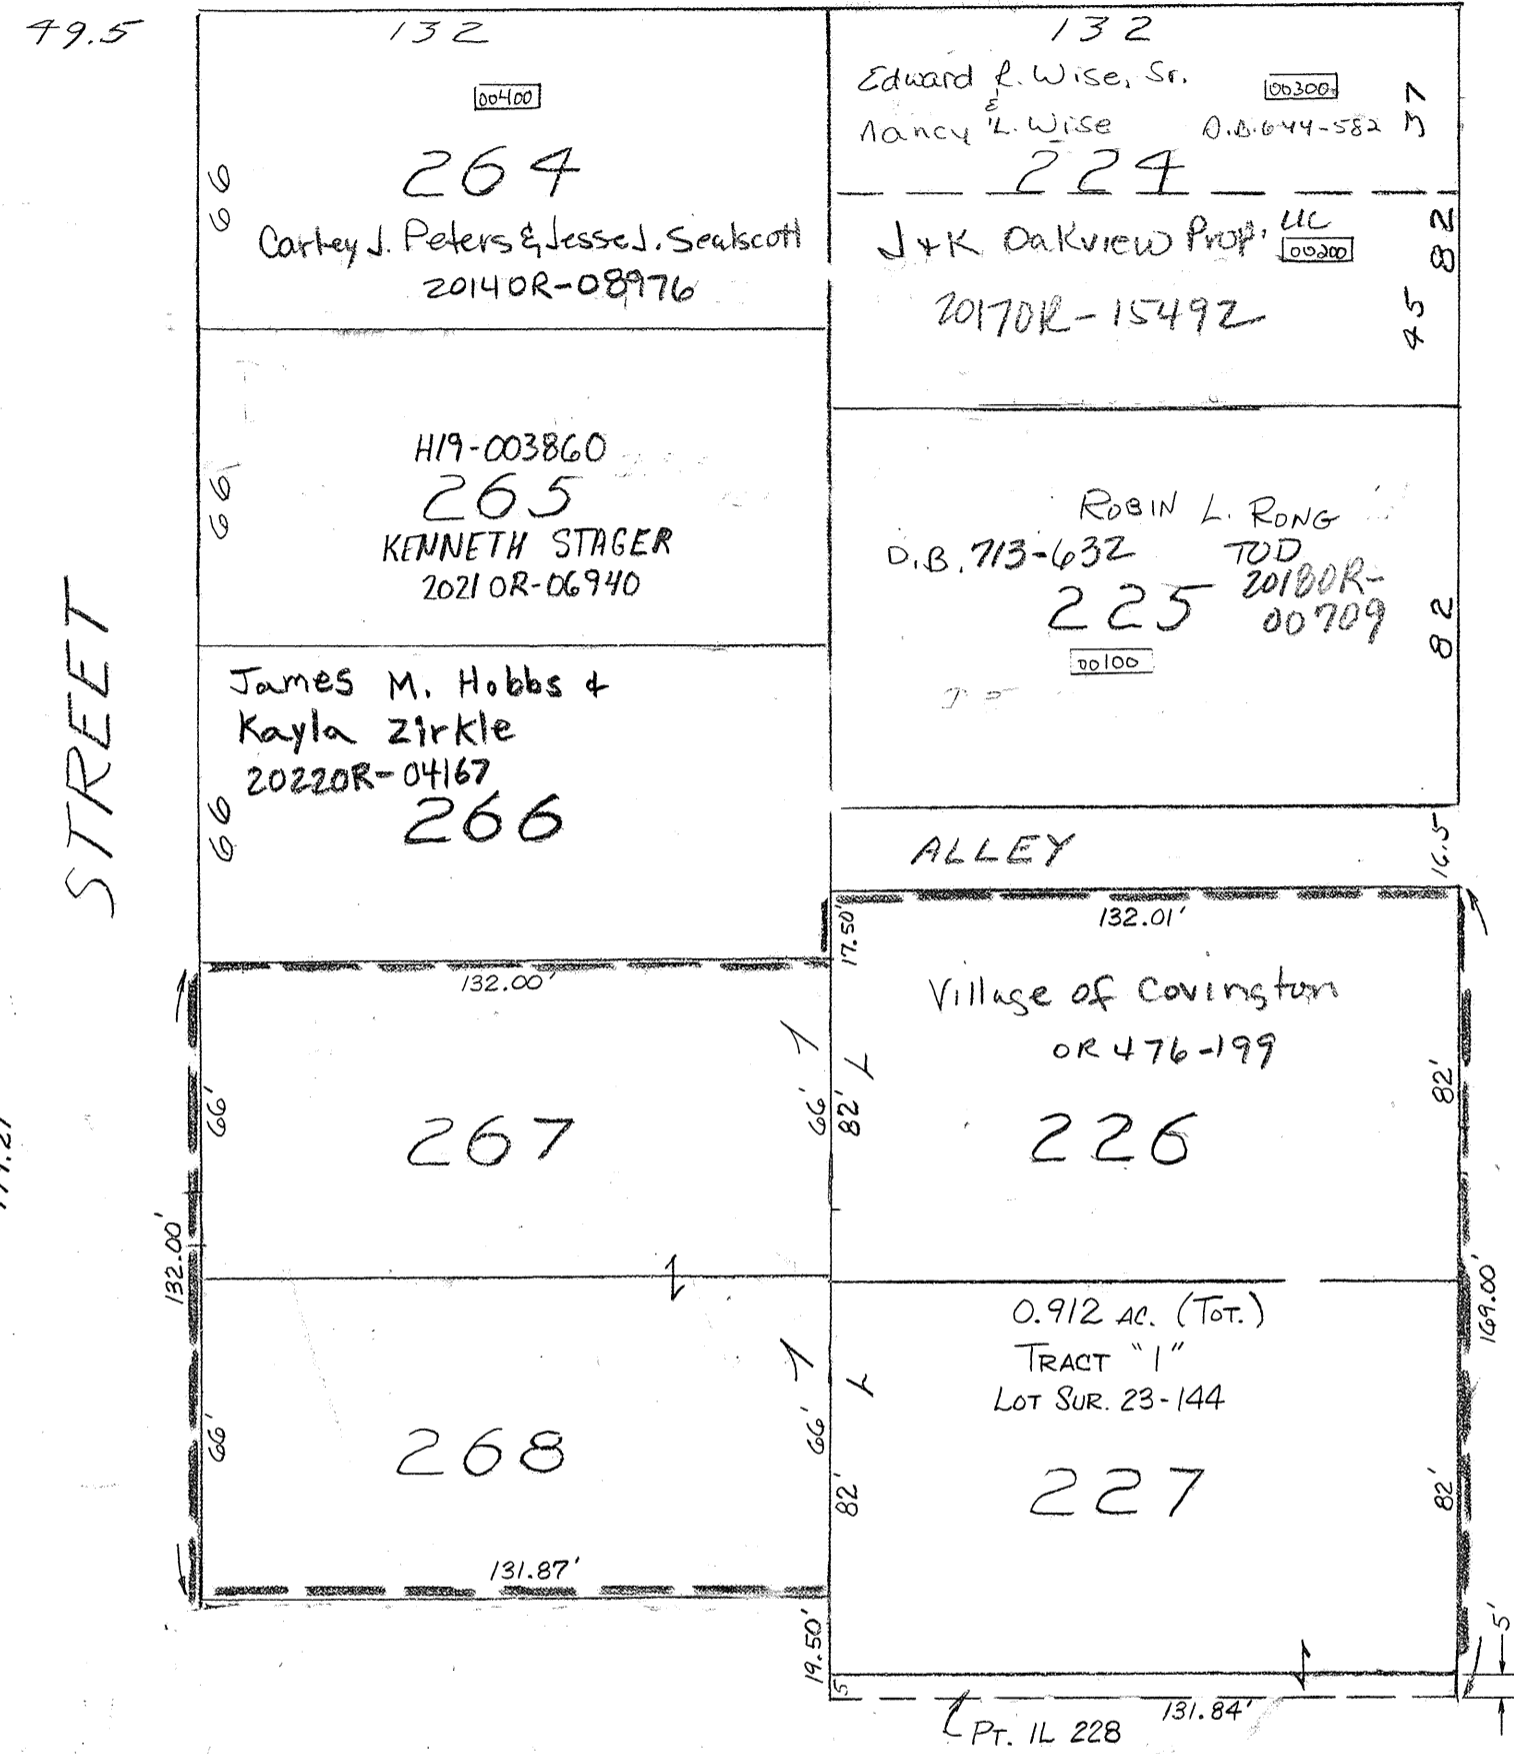 49.5
132
00400
264
66
Carley J. Peters & Jesse J. Sealscott
2014OR-08976
132
Edward R. Wise, Sr.
&
Nancy L. Wise
00300
D.B. 644-582
37
224
J & K Oakview Prop. LLC
00200
2017OR-15492
82
45
H19-003860
265
66
KENNETH STAGER
2021OR-06940
ROBIN L. RONG
D.B. 713-632 TOD
2018OR-
00709
225
00100
82
STREET
James M. Hobbs &
Kayla Zirkle
2022OR-04167
266
66
ALLEY
16.5
132.01'
17.50'
132.00'
Village of Covington
OR 476-199
226
82'
82'
66'
66'
267
132.00'
169.00'
0.912 AC. (TOT.)
TRACT "1"
LOT SUR. 23-144
227
82'
82'
66'
66'
268
131.87'
19.50'
5'
5'
131.84'
PT. IL 228